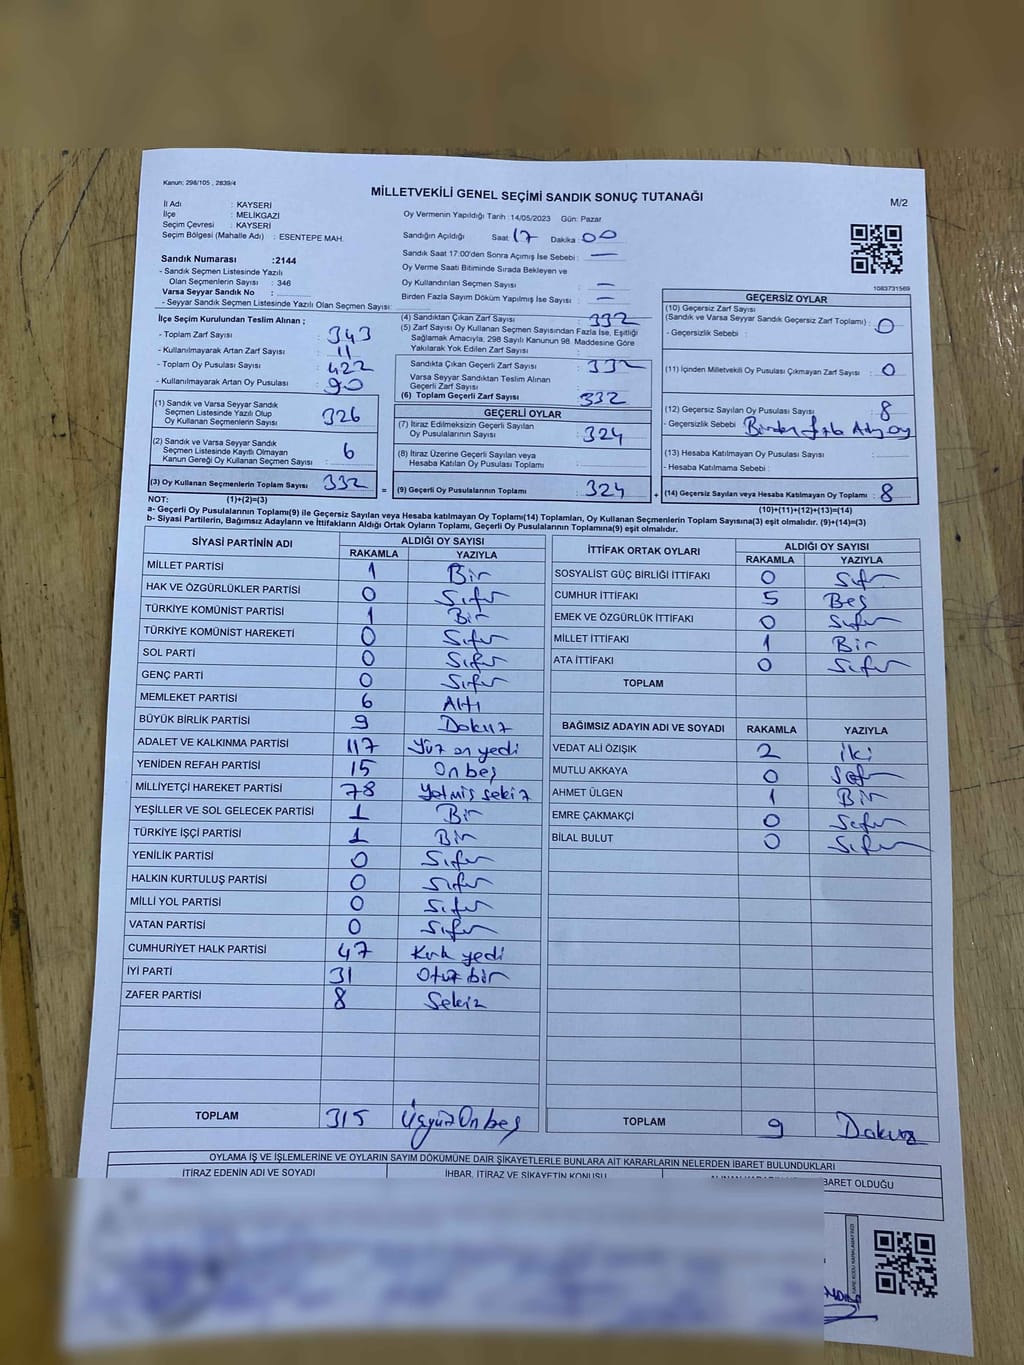 Kanun; 298/105 , 2839/4
MİLLETVEKİLİ GENEL SEÇİMİ SANDIK SONUÇ TUTANAĞI
M/2
İl Adı : KAYSERİ
İlçe : MELİKGAZİ
Seçim Çevresi : KAYSERİ
Seçim Bölgesi (Mahalle Adı) : ESENTEPE MAH.
Sandık Numarası :2144
- Sandık Seçmen Listesinde Yazılı
Olan Seçmenlerin Sayısı : 346
Varsa Seyyar Sandık No :
- Seyyar Sandık Seçmen Listesinde Yazılı Olan Seçmen Sayısı:
Oy Vermenin Yapıldığı Tarih : 14/05/2023 Gün: Pazar
Sandığın Açıldığı Saat: 17 Dakika: 00
Sandık Saat 17:00'den Sonra Açımış İse Sebebi : —
Oy Verme Saati Bitiminde Sırada Bekleyen ve
Oy Kullandırılan Seçmen Sayısı : —
Birden Fazla Sayım Döküm Yapılmış İse Sayısı : —
1083731569
İlçe Seçim Kurulundan Teslim Alınan ;
- Toplam Zarf Sayısı : 343
- Kullanılmayarak Artan Zarf Sayısı : 11
- Toplam Oy Pusulası Sayısı : 422
- Kullanılmayarak Artan Oy Pusulası : 90
(1) Sandık ve Varsa Seyyar Sandık
Seçmen Listesinde Yazılı Olup
Oy Kullanan Seçmenlerin Sayısı : 326
(2) Sandık ve Varsa Seyyar Sandık
Seçmen Listesinde Kayıtlı Olmayan
Kanun Gereği Oy Kullanan Seçmen Sayısı : 6
(3) Oy Kullanan Seçmenlerin Toplam Sayısı : 332
(4) Sandıktan Çıkan Zarf Sayısı : 332
(5) Zarf Sayısı Oy Kullanan Seçmen Sayısından Fazla İse, Eşitliği
Sağlamak Amacıyla, 298 Sayılı Kanunun 98. Maddesine Göre
Yakılarak Yok Edilen Zarf Sayısı :
Sandıkta Çıkan Geçerli Zarf Sayısı : 332
Varsa Seyyar Sandıktan Teslim Alınan
Geçerli Zarf Sayısı :
(6) Toplam Geçerli Zarf Sayısı : 332
GEÇERLİ OYLAR
(7) İtiraz Edilmeksizin Geçerli Sayılan
Oy Pusulalarının Sayısı : 324
(8) İtiraz Üzerine Geçerli Sayılan veya
Hesaba Katılan Oy Pusulası Toplamı :
= (9) Geçerli Oy Pusulalarının Toplamı : 324
GEÇERSİZ OYLAR
(10) Geçersiz Zarf Sayısı
(Sandık ve Varsa Seyyar Sandık Geçersiz Zarf Toplamı) : 0
- Geçersizlik Sebebi :
(11) İçinden Milletvekili Oy Pusulası Çıkmayan Zarf Sayısı : 0
(12) Geçersiz Sayılan Oy Pusulası Sayısı : 8
- Geçersizlik Sebebi : Birden
(13) Hesaba Katılmayan Oy Pusulası Sayısı :
- Hesaba Katılmama Sebebi :
+ (14) Geçersiz Sayılan veya Hesaba Katılmayan Oy Toplamı : 8
NOT: (1)+(2)=(3)
(10)+(11)+(12)+(13)=(14)
a- Geçerli Oy Pusulaları Toplamı(9) ile Geçersiz Sayılan veya Hesaba Katılmayan Oy Pusulası Toplamı(14) Toplamları, Oy Kullanan Seçmenlerin Toplam Sayısına(3) eşit olmalıdır. (9)+(14)=(3)
b- Siyasi Partilerin, Bağımsız Adayların ve İttifakların Aldığı Ortak Oyların Toplamı, Geçerli Oy Pusulalarının Toplamına(9) eşit olmalıdır.
SİYASİ PARTİNİN ADI ALDIĞI OY SAYISI
RAKAMLA YAZIYLA
MİLLET PARTİSİ 1 Bir
HAK VE ÖZGÜRLÜKLER PARTİSİ 0 Sıfır
TÜRKİYE KOMÜNİST PARTİSİ 1 Bir
TÜRKİYE KOMÜNİST HAREKETİ 0 Sıfır
SOL PARTİ 0 Sıfır
GENÇ PARTİ 0 Sıfır
MEMLEKET PARTİSİ 6 Altı
BÜYÜK BİRLİK PARTİSİ 9 Dokuz
ADALET VE KALKINMA PARTİSİ 117 Yüz on yedi
YENİDEN REFAH PARTİSİ 15 On beş
MİLLİYETÇİ HAREKET PARTİSİ 78 Yetmiş sekiz
YEŞİLLER VE SOL GELECEK PARTİSİ 1 Bir
TÜRKİYE İŞÇİ PARTİSİ 1 Bir
YENİLİK PARTİSİ 0 Sıfır
HALKIN KURTULUŞ PARTİSİ 0 Sıfır
MİLLİ YOL PARTİSİ 0 Sıfır
VATAN PARTİSİ 0 Sıfır
CUMHURİYET HALK PARTİSİ 47 Kırk yedi
İYİ PARTİ 31 Otuz bir
ZAFER PARTİSİ 8 Sekiz
TOPLAM 315 ÜçyüzOnbeş
İTTİFAK ORTAK OYLARI ALDIĞI OY SAYISI
RAKAMLA YAZIYLA
SOSYALİST GÜÇ BİRLİĞİ İTTİFAKI 0 Sıfır
CUMHUR İTTİFAKI 5 Beş
EMEK VE ÖZGÜRLÜK İTTİFAKI 0 Sıfır
MİLLET İTTİFAKI 1 Bir
ATA İTTİFAKI 0 Sıfır
TOPLAM
BAĞIMSIZ ADAYIN ADI VE SOYADI RAKAMLA YAZIYLA
VEDAT ALİ ÖZIŞIK 2 İki
MUTLU AKKAYA 0 Sıfır
AHMET ÜLGEN 1 Bir
EMRE ÇAKMAKÇİ 0 Sıfır
BİLAL BULUT 0 Sıfır
TOPLAM 9 Dokuz
OYLAMA İŞ VE İŞLEMLERİNE VE OYLARIN SAYIM DÖKÜMÜNE DAİR ŞİKAYETLERLE BUNLARA AİT KARARLARIN NELERDEN İBARET BULUNDUKLARI
İTİRAZ EDENİN ADI VE SOYADI İHBAR, İTİRAZ VE ŞİKAYETİN KONUSU İBARET OLDUĞU